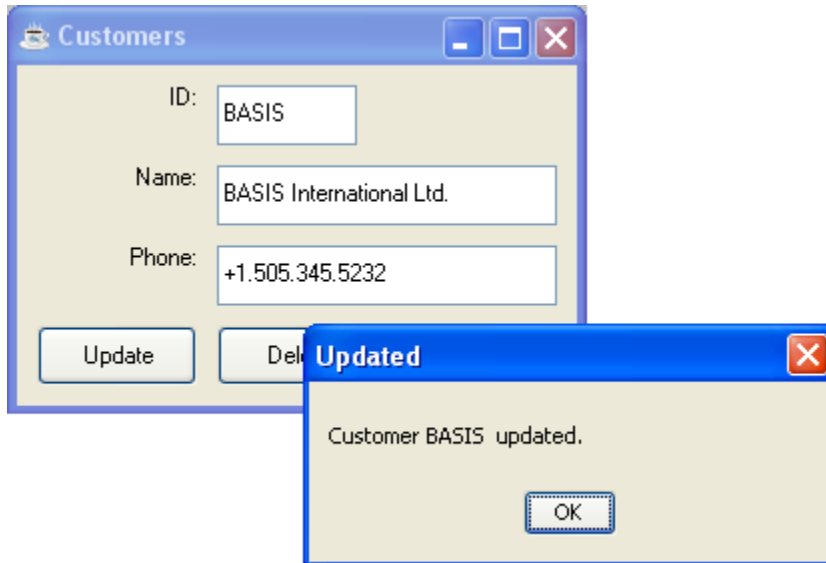 Customers
ID:
BASIS
Name:
BASIS International Ltd.
Phone:
+1.505.345.5232
Update
Updated
Customer BASIS  updated.
OK